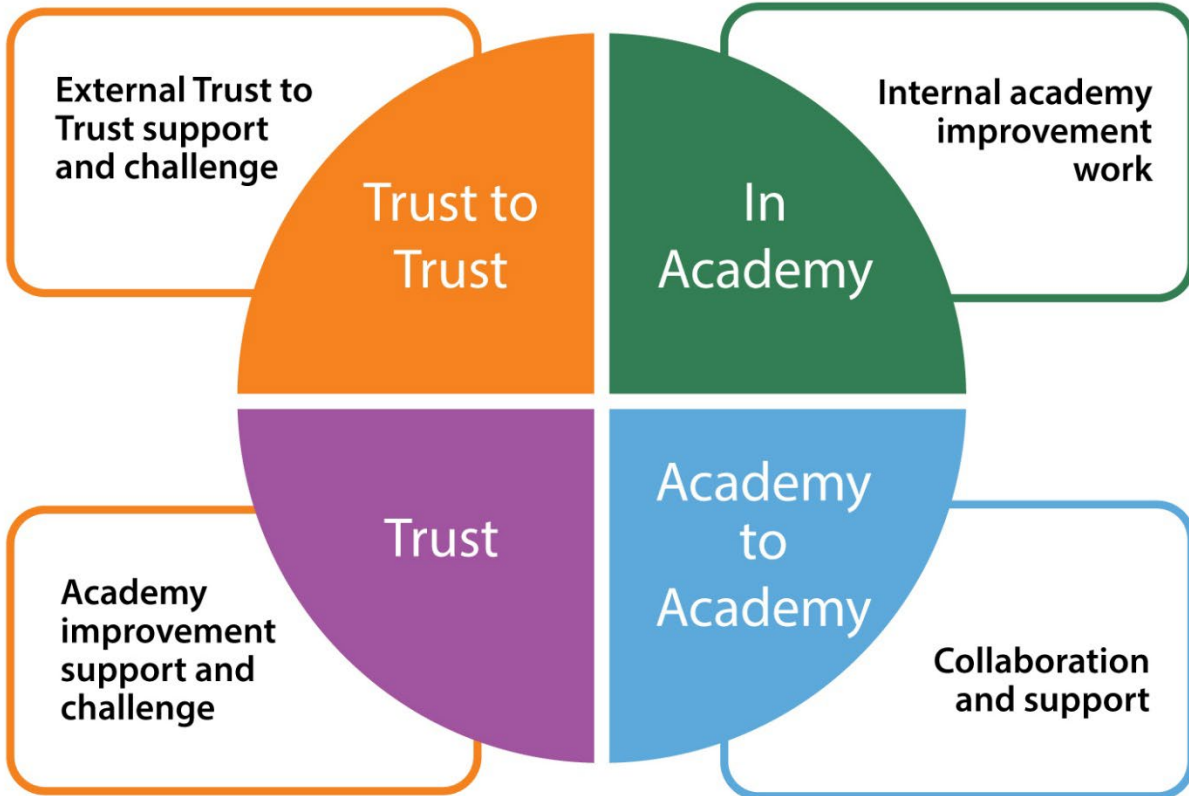 External Trust to
Trust support
and challenge
Trust to
Trust
In
Academy
Internal academy
improvement
work
Academy
improvement
support and
challenge
Trust
Academy
to
Academy
Collaboration
and support